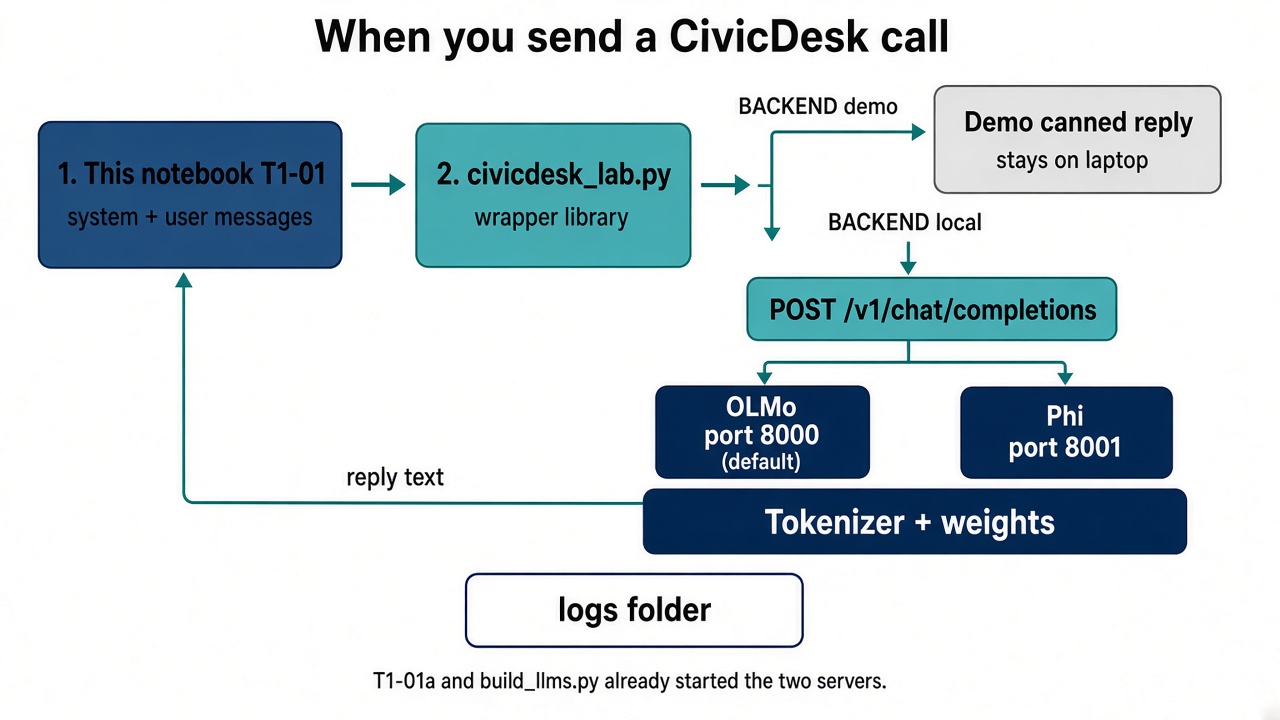 When you send a CivicDesk call
1. This notebook T1-01
system + user messages
2. civicdesk_lab.py
wrapper library
BACKEND demo
Demo canned reply
stays on laptop
BACKEND local
POST /v1/chat/completions
OLMo
port 8000
(default)
Phi
port 8001
reply text
Tokenizer + weights
logs folder
T1-01a and build_llms.py already started the two servers.